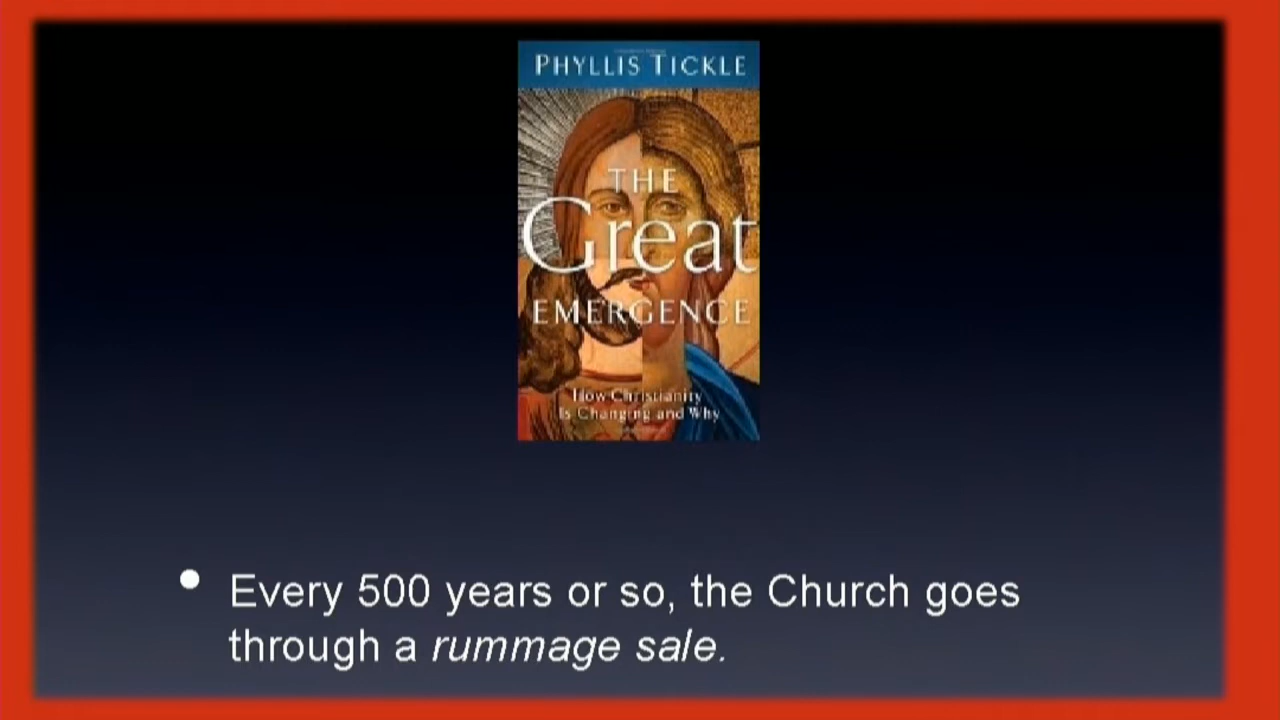 PHYLLIS TICKLE
THE
Great
EMERGENCE
How Christianity
Is Changing and Why
• Every 500 years or so, the Church goes
through a rummage sale.